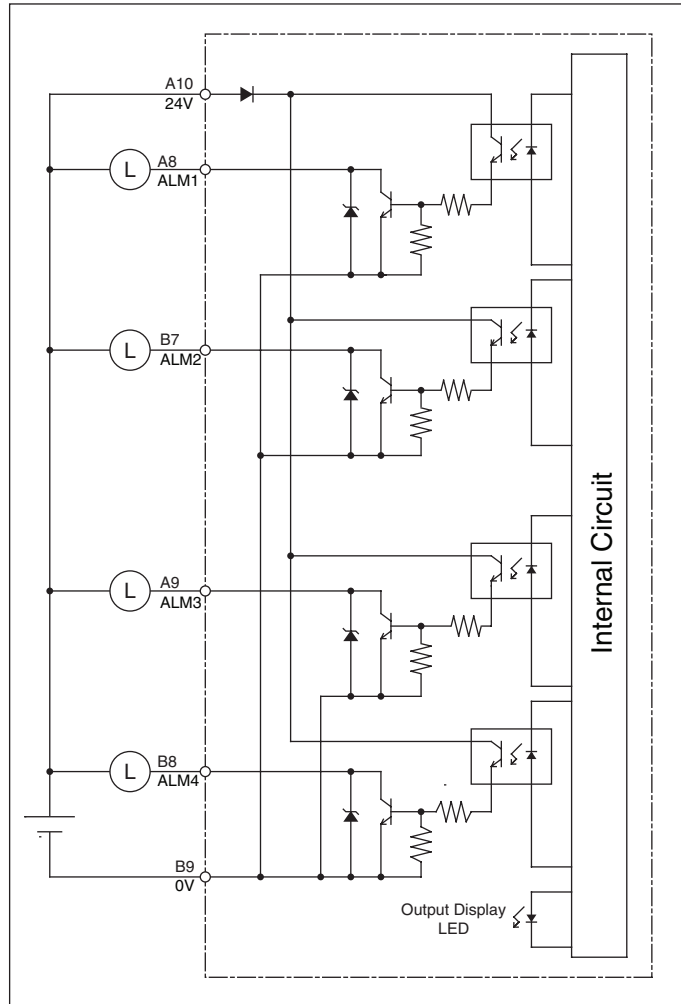 A10
24V
L
A8
ALM1
L
B7
ALM2
L
A9
ALM3
L
B8
ALM4
B9
0V
Output Display
LED
Internal Circuit